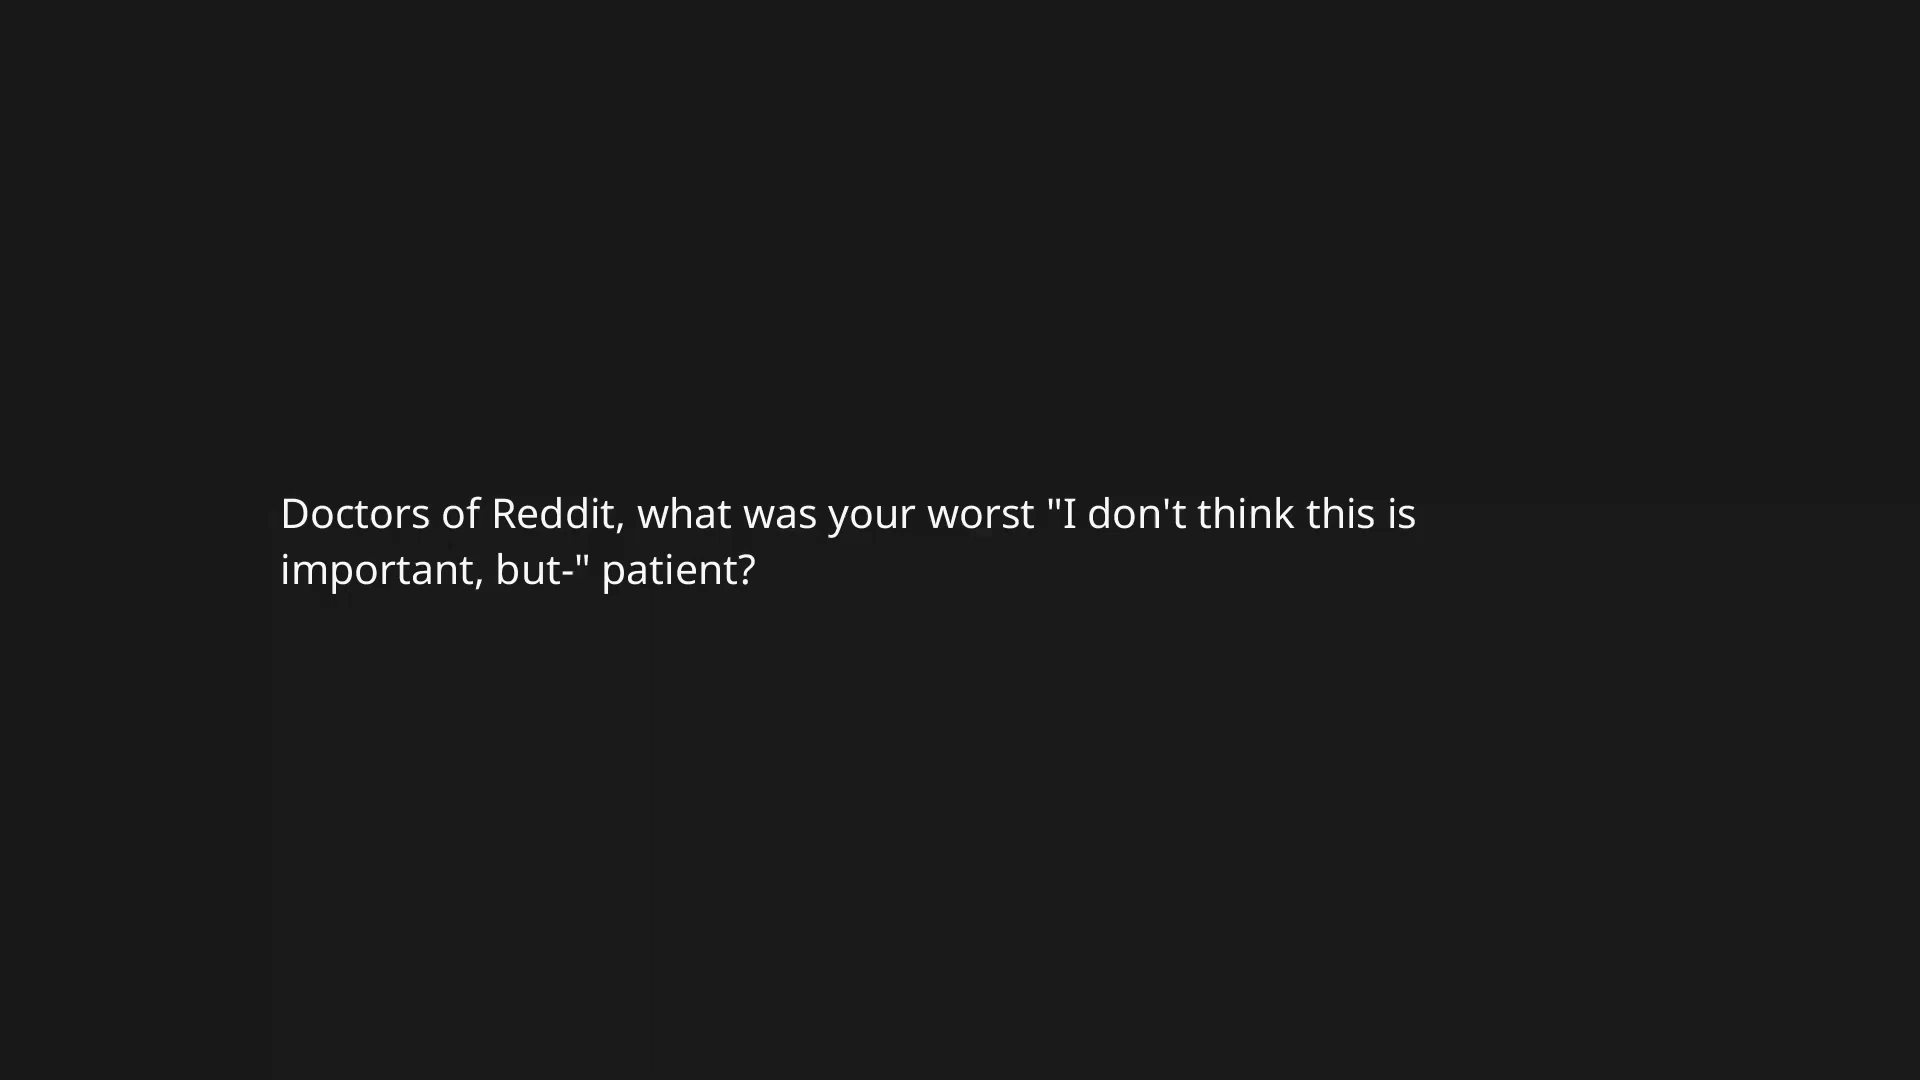 Doctors of Reddit, what was your worst "I don't think this is
important, but-" patient?